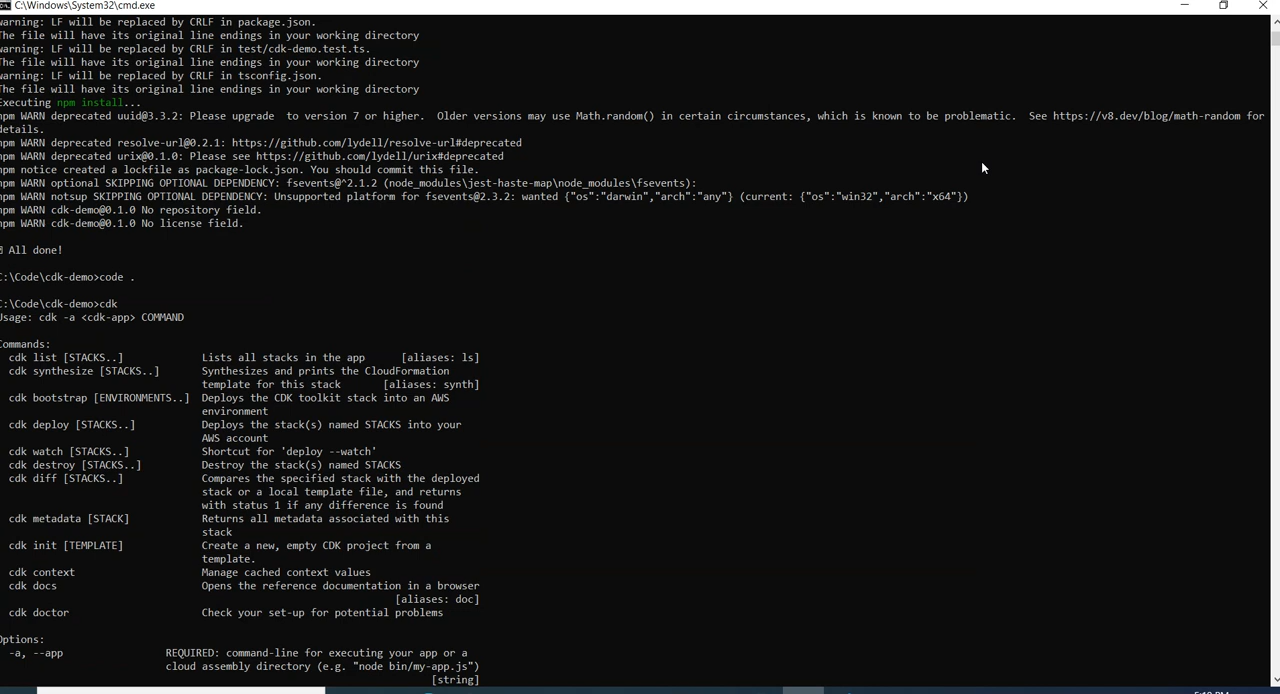 C:\Windows\System32\cmd.exe
warning: LF will be replaced by CRLF in package.json.
The file will have its original line endings in your working directory
warning: LF will be replaced by CRLF in test/cdk-demo.test.ts.
The file will have its original line endings in your working directory
warning: LF will be replaced by CRLF in tsconfig.json.
The file will have its original line endings in your working directory
Executing npm install...
npm WARN deprecated uuid@3.3.2: Please upgrade  to version 7 or higher.  Older versions may use Math.random() in certain circumstances, which is known to be problematic.  See https://v8.dev/blog/math-random for
details.
npm WARN deprecated resolve-url@0.2.1: https://github.com/lydell/resolve-url#deprecated
npm WARN deprecated urix@0.1.0: Please see https://github.com/lydell/urix#deprecated
npm notice created a lockfile as package-lock.json. You should commit this file.
npm WARN optional SKIPPING OPTIONAL DEPENDENCY: fsevents@^2.1.2 (node_modules\jest-haste-map\node_modules\fsevents):
npm WARN notsup SKIPPING OPTIONAL DEPENDENCY: Unsupported platform for fsevents@2.3.2: wanted {"os":"darwin","arch":"any"} (current: {"os":"win32","arch":"x64"})
npm WARN cdk-demo@0.1.0 No repository field.
npm WARN cdk-demo@0.1.0 No license field.
All done!
C:\Code\cdk-demo>code .
C:\Code\cdk-demo>cdk
Usage: cdk -a <cdk-app> COMMAND
Commands:
cdk list [STACKS..] Lists all stacks in the app [aliases: ls]
cdk synthesize [STACKS..] Synthesizes and prints the CloudFormation
template for this stack [aliases: synth]
cdk bootstrap [ENVIRONMENTS..] Deploys the CDK toolkit stack into an AWS
environment
cdk deploy [STACKS..] Deploys the stack(s) named STACKS into your
AWS account
cdk watch [STACKS..] Shortcut for 'deploy --watch'
cdk destroy [STACKS..] Destroy the stack(s) named STACKS
cdk diff [STACKS..] Compares the specified stack with the deployed
stack or a local template file, and returns
with status 1 if any difference is found
cdk metadata [STACK] Returns all metadata associated with this
stack
cdk init [TEMPLATE] Create a new, empty CDK project from a
template.
cdk context Manage cached context values
cdk docs Opens the reference documentation in a browser
[aliases: doc]
cdk doctor Check your set-up for potential problems
Options:
-a, --app REQUIRED: command-line for executing your app or a
cloud assembly directory (e.g. "node bin/my-app.js")
[string]